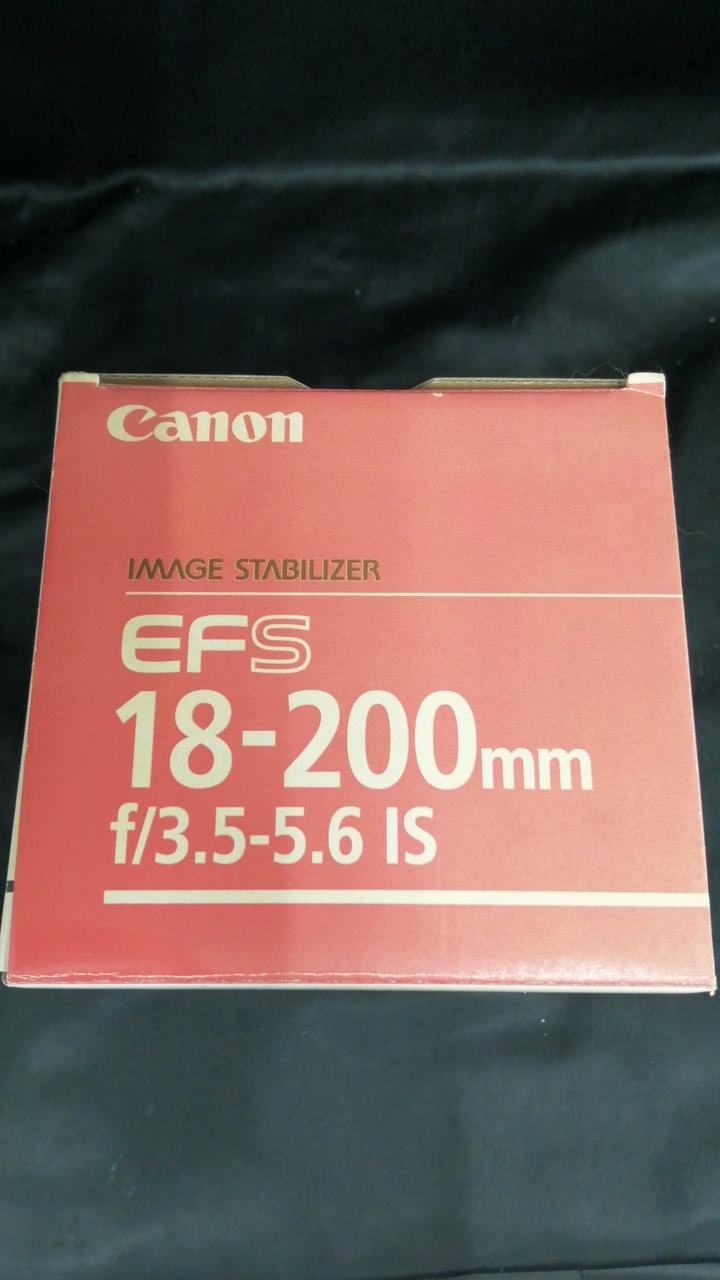 Canon
IMAGE STABILIZER
EFS
18-200mm
f/3.5-5.6 IS